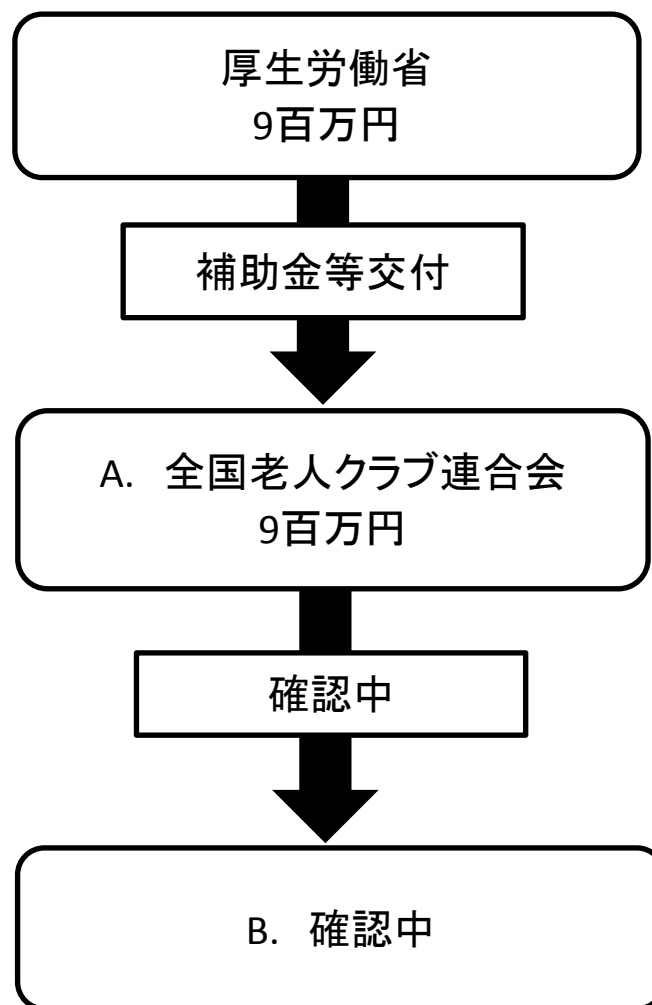 厚生労働省
9百万円
補助金等交付
A. 全国老人クラブ連合会
9百万円
確認中
B. 確認中